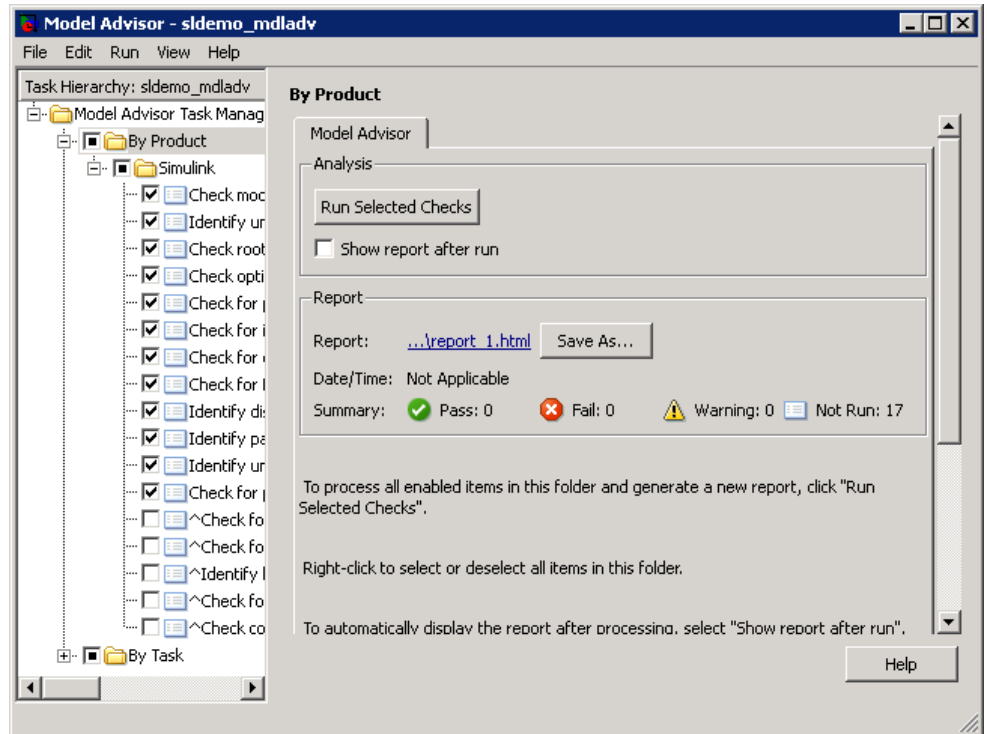 Model Advisor - sldemo_mdladv
File Edit Run View Help
Task Hierarchy: sldemo_mdladv
Model Advisor Task Manag
By Product
Simulink
Check moc
Identify ur
Check root
Check opti
Check for p
Check for i
Check for
Check for
Identify dis
Identify pa
Identify ur
Check for p
^Check fo
^Check fo
^Identify
^Check fo
^Check co
By Task
By Product
Model Advisor
Analysis
Run Selected Checks
Show report after run
Report
Report: ...\report_1.html Save As...
Date/Time: Not Applicable
Summary: Pass: 0 Fail: 0 Warning: 0 Not Run: 17
To process all enabled items in this folder and generate a new report, click "Run
Selected Checks".
Right-click to select or deselect all items in this folder.
To automatically display the report after processing, select "Show report after run".
Help